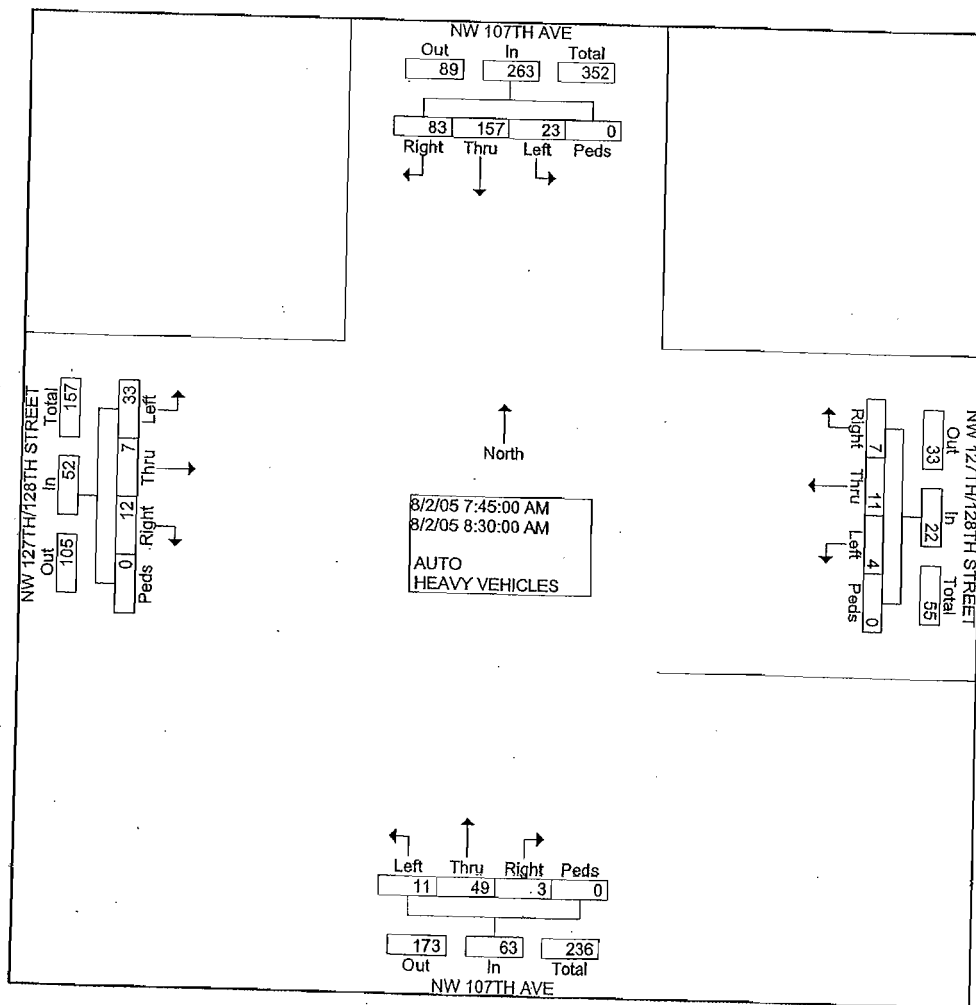 NW 107TH AVE
Out In Total
89 263 352
83 157 23 0
Right Thru Left Peds
NW 127TH/128TH STREET
Total In Out
157 52 105
33 7 12 0
Left Thru Right Peds
North
8/2/05 7:45:00 AM
8/2/05 8:30:00 AM
AUTO
HEAVY VEHICLES
Right Thru Left Peds
7 11 4 0
33 22 55
Out In Total
NW 127TH/128TH STREET
Left Thru Right Peds
11 49 3 0
173 63 236
Out In Total
NW 107TH AVE